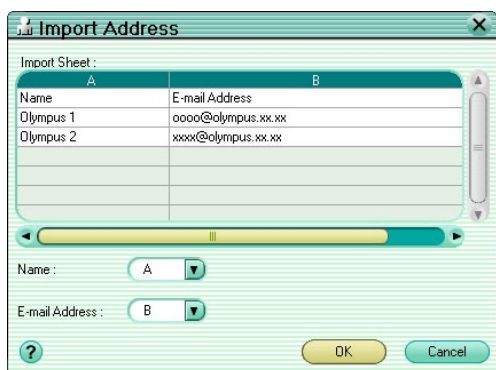 Import Address
Import Sheet :
A B
Name E-mail Address
Olympus 1 oooo@olympus.xx.xx
Olympus 2 xxxx@olympus.xx.xx
Name : A
E-mail Address : B
? OK Cancel